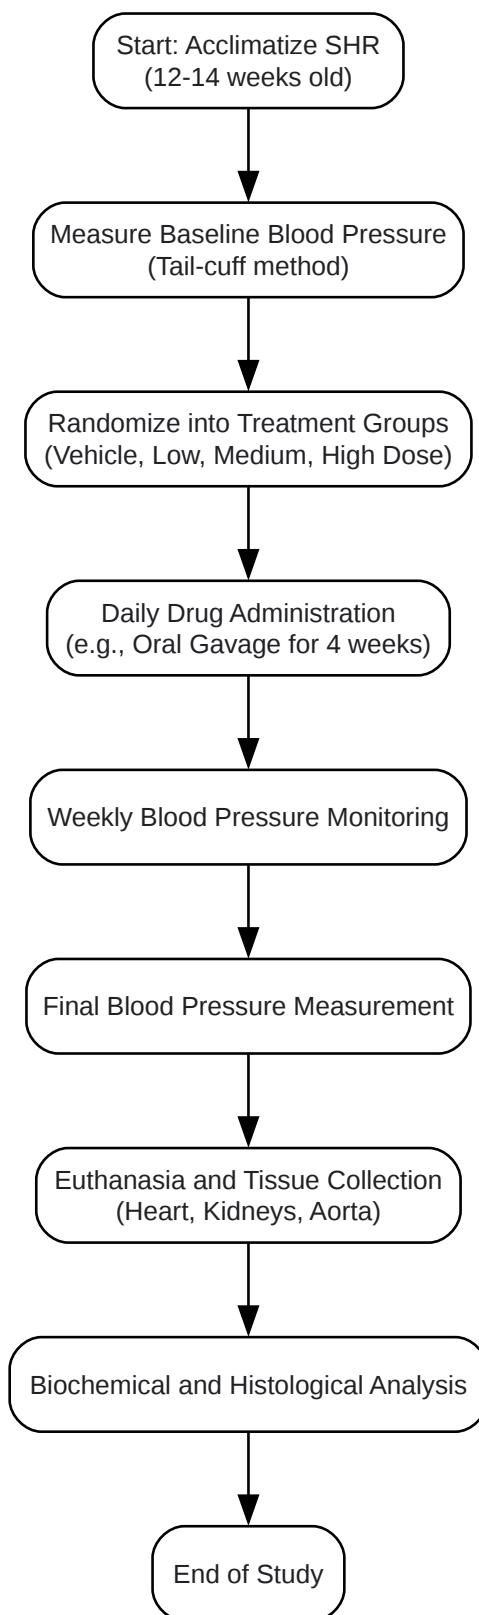 Start: Acclimatize SHR
(12-14 weeks old)
Measure Baseline Blood Pressure
(Tail-cuff method)
Randomize into Treatment Groups
(Vehicle, Low, Medium, High Dose)
Daily Drug Administration
(e.g., Oral Gavage for 4 weeks)
Weekly Blood Pressure Monitoring
Final Blood Pressure Measurement
Euthanasia and Tissue Collection
(Heart, Kidneys, Aorta)
Biochemical and Histological Analysis
End of Study